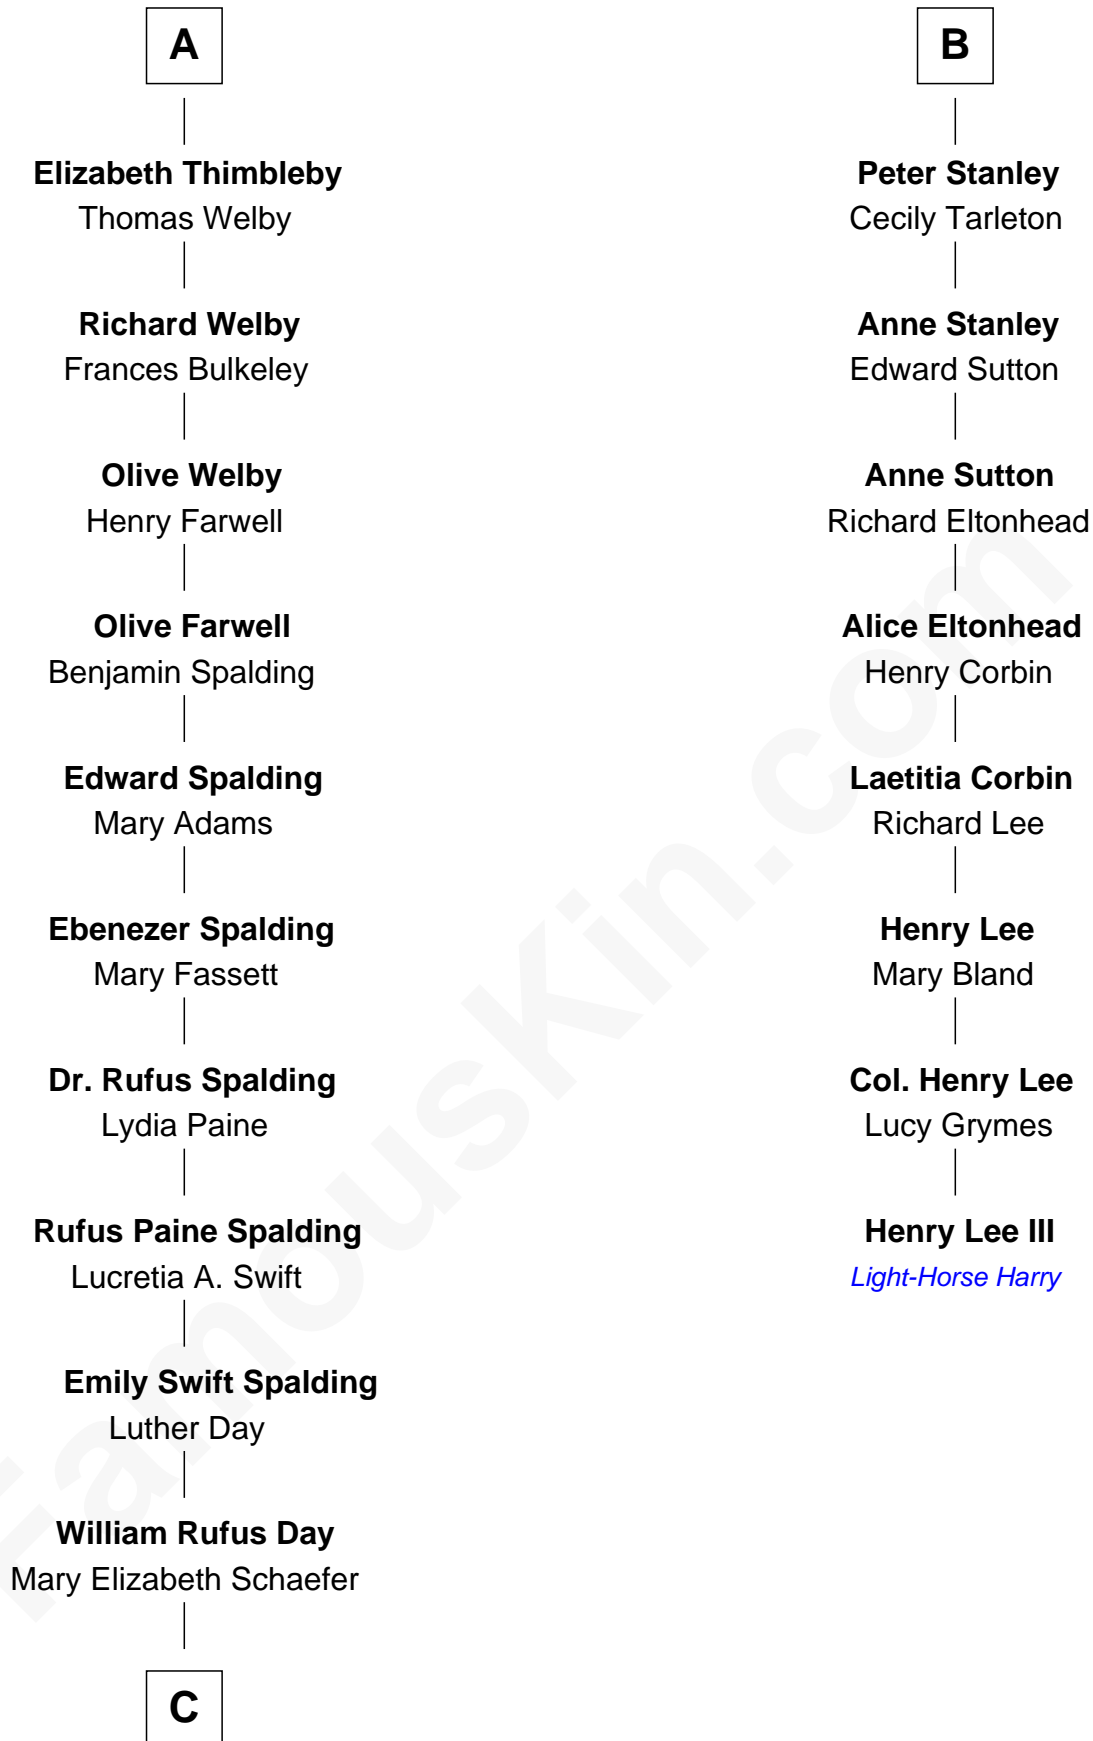 A
Elizabeth Thimbleby
Thomas Welby
Richard Welby
Frances Bulkeley
Olive Welby
Henry Farwell
Olive Farwell
Benjamin Spalding
Edward Spalding
Mary Adams
Ebenezer Spalding
Mary Fassett
Dr. Rufus Spalding
Lydia Paine
Rufus Paine Spalding
Lucretia A. Swift
Emily Swift Spalding
Luther Day
William Rufus Day
Mary Elizabeth Schaefer
C
B
Peter Stanley
Cecily Tarleton
Anne Stanley
Edward Sutton
Anne Sutton
Richard Eltonhead
Alice Eltonhead
Henry Corbin
Laetitia Corbin
Richard Lee
Henry Lee
Mary Bland
Col. Henry Lee
Lucy Grymes
Henry Lee III
Light-Horse Harry
FamousKin.com